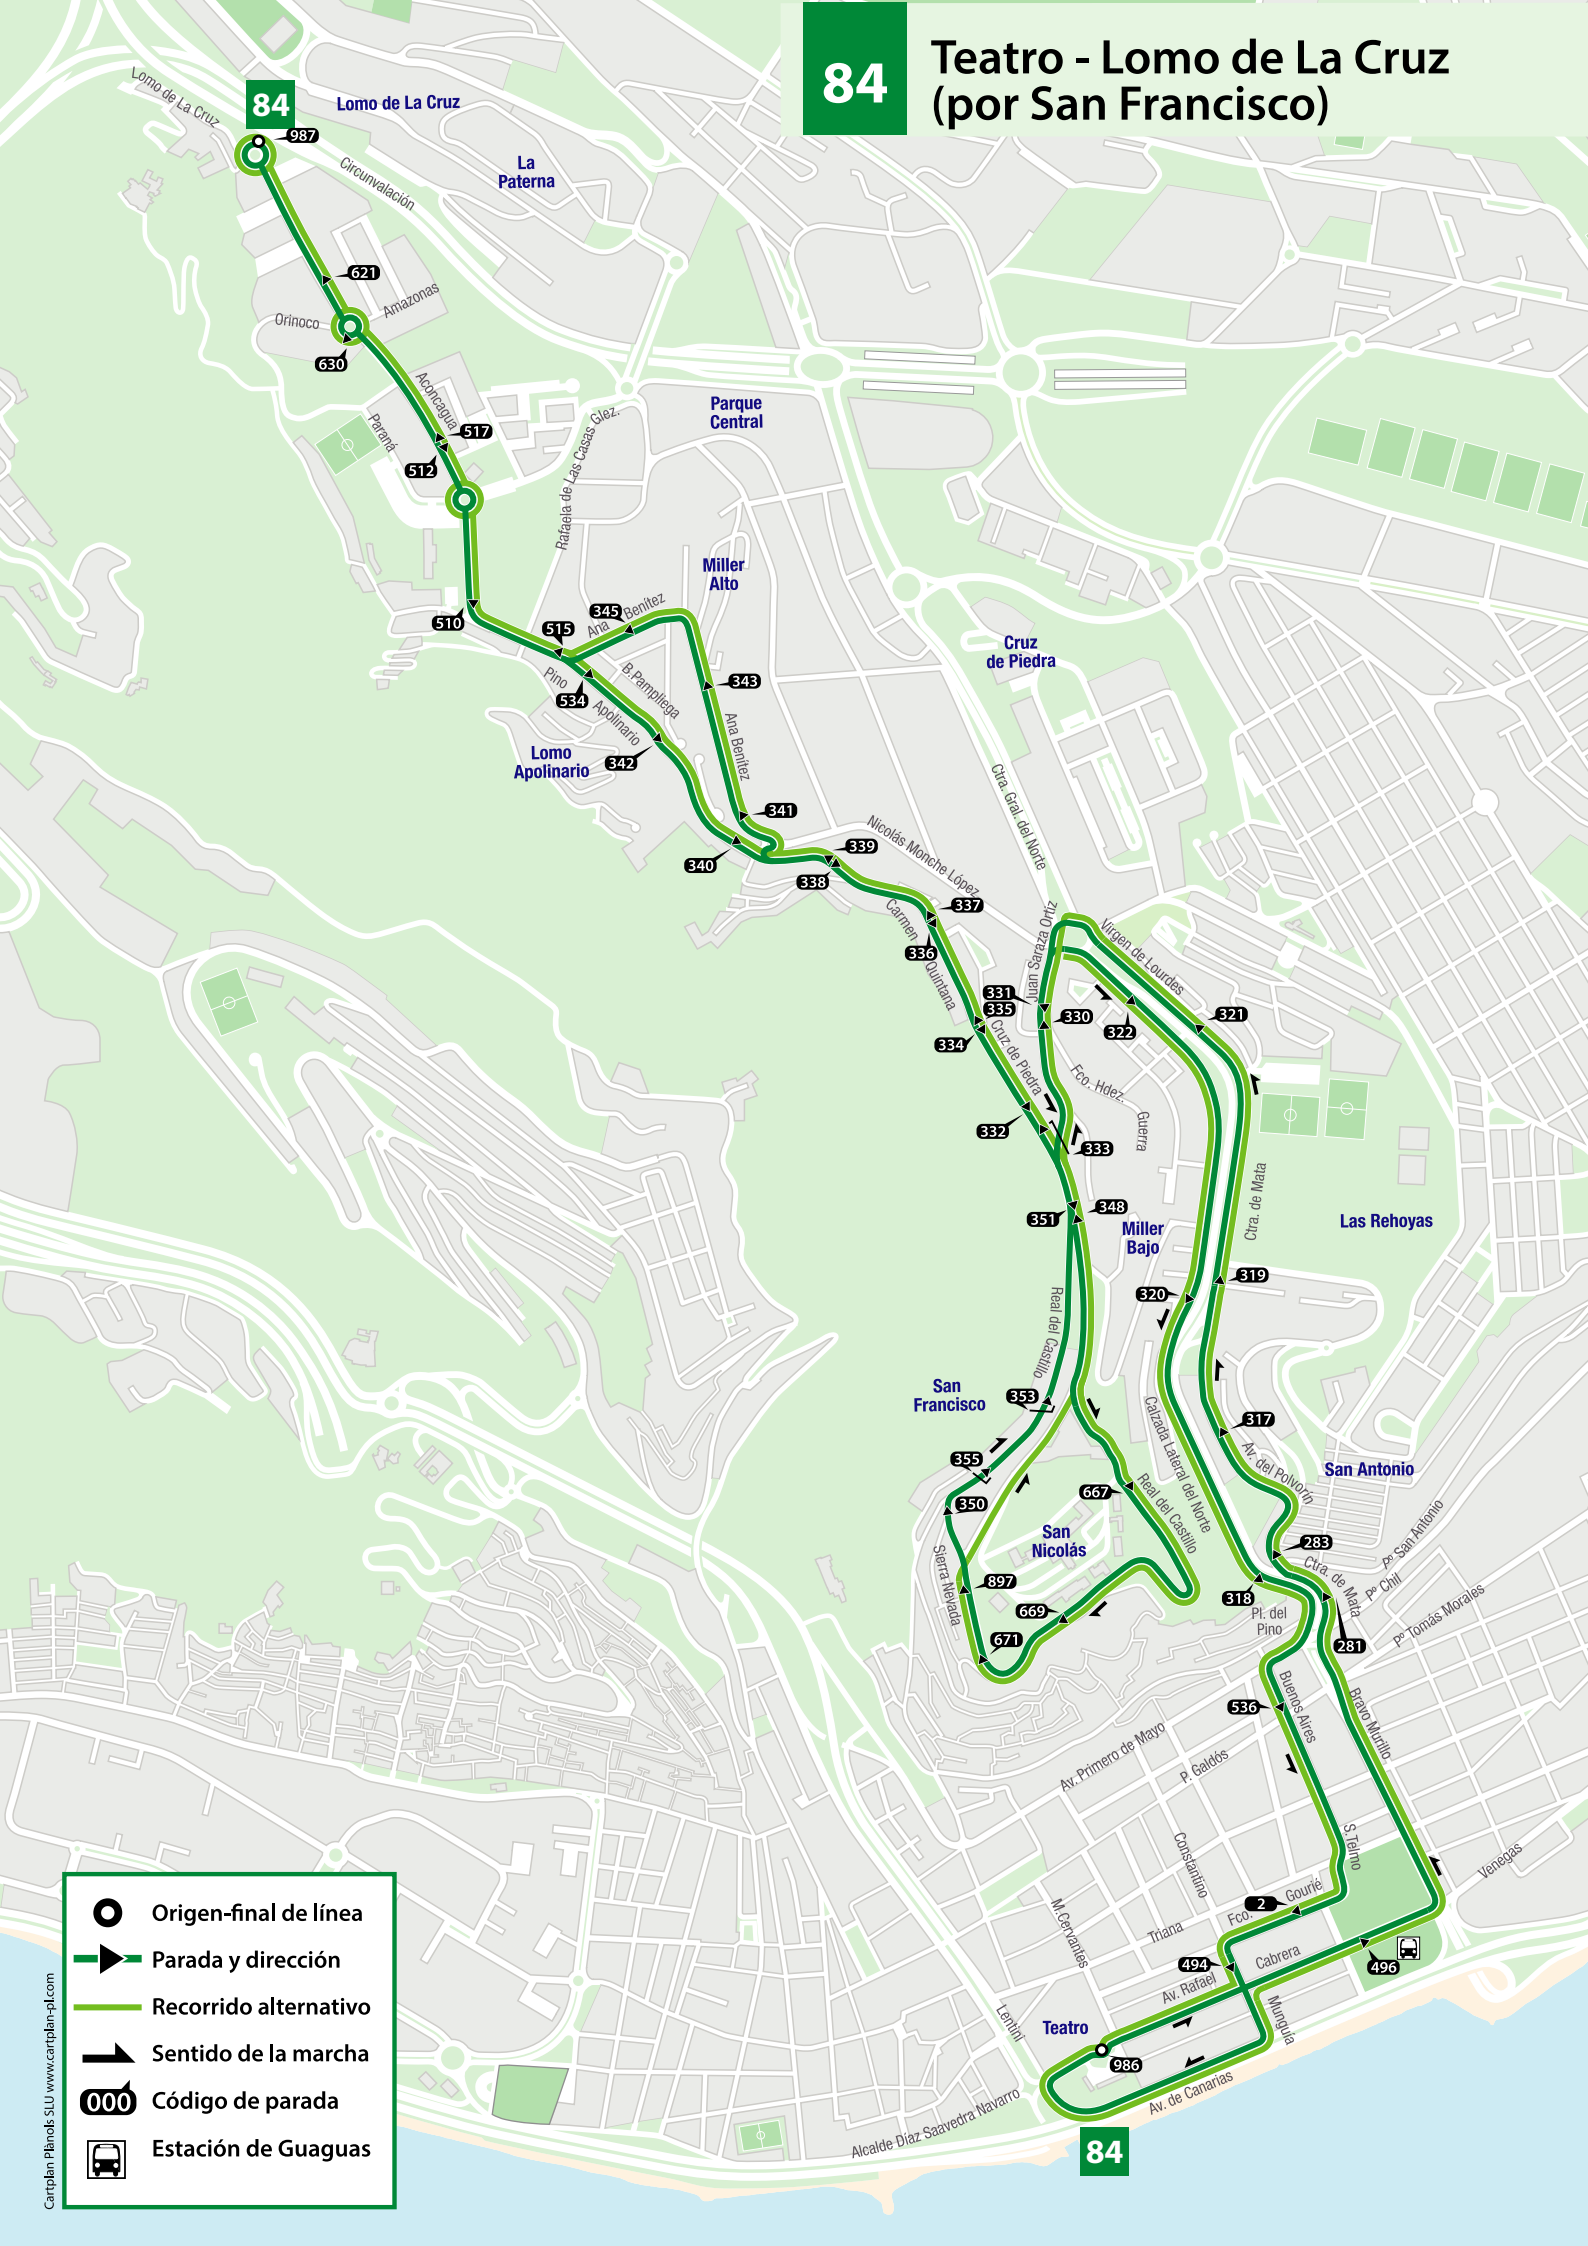 84
Teatro - Lomo de La Cruz
(por San Francisco)
Lomo de La Cruz
84
Lomo de La Cruz
987
Circunvalación
La
Paterna
621
Amazonas
Orinoco
630
Aconcagua
Paraná
517
512
Rafaela de Las Casas Glez.
Parque
Central
Miller
Alto
510
515
345
Ana Benítez
Pino Apolinario
534
B.Pampliega
343
Ana Benítez
342
Lomo
Apolinario
Cruz
de Piedra
Ctra. Gral. del Norte
341
340
339
338
Nicolás Monche López
337
336
Carmen Quintana
Juan Saraza Ortiz
Virgen de Lourdes
331
335
330
334
Cruz de Piedra
322
321
Fco. Hdez. Guerra
332
333
351
348
Miller
Bajo
Ctra. de Mata
Las Rehoyas
319
320
Real del Castillo
San
Francisco
353
355
350
Calzada Lateral del Norte
317
Av. del Polvorín
San Antonio
667
Real del Castillo
San
Nicolás
Sierra Nevada
897
669
671
283
318
Ctra. de Mata
Pº San Antonio
Pº Chil
Pº Tomás Morales
Pl. del
Pino
281
536
Buenos Aires
Bravo Murillo
Av. Primero de Mayo
P. Galdós
S.Telmo
Constantino
Venegas
M.Cervantes
Triana
2
Fco. Gourié
494
Av. Rafael Cabrera
496
Munguía
Lentini
Teatro
986
Av. de Canarias
Alcalde Díaz Saavedra Navarro
84
Origen-final de línea
Parada y dirección
Recorrido alternativo
Sentido de la marcha
000
Código de parada
Estación de Guaguas
Cartplan Plànols SLU www.cartplan-pl.com